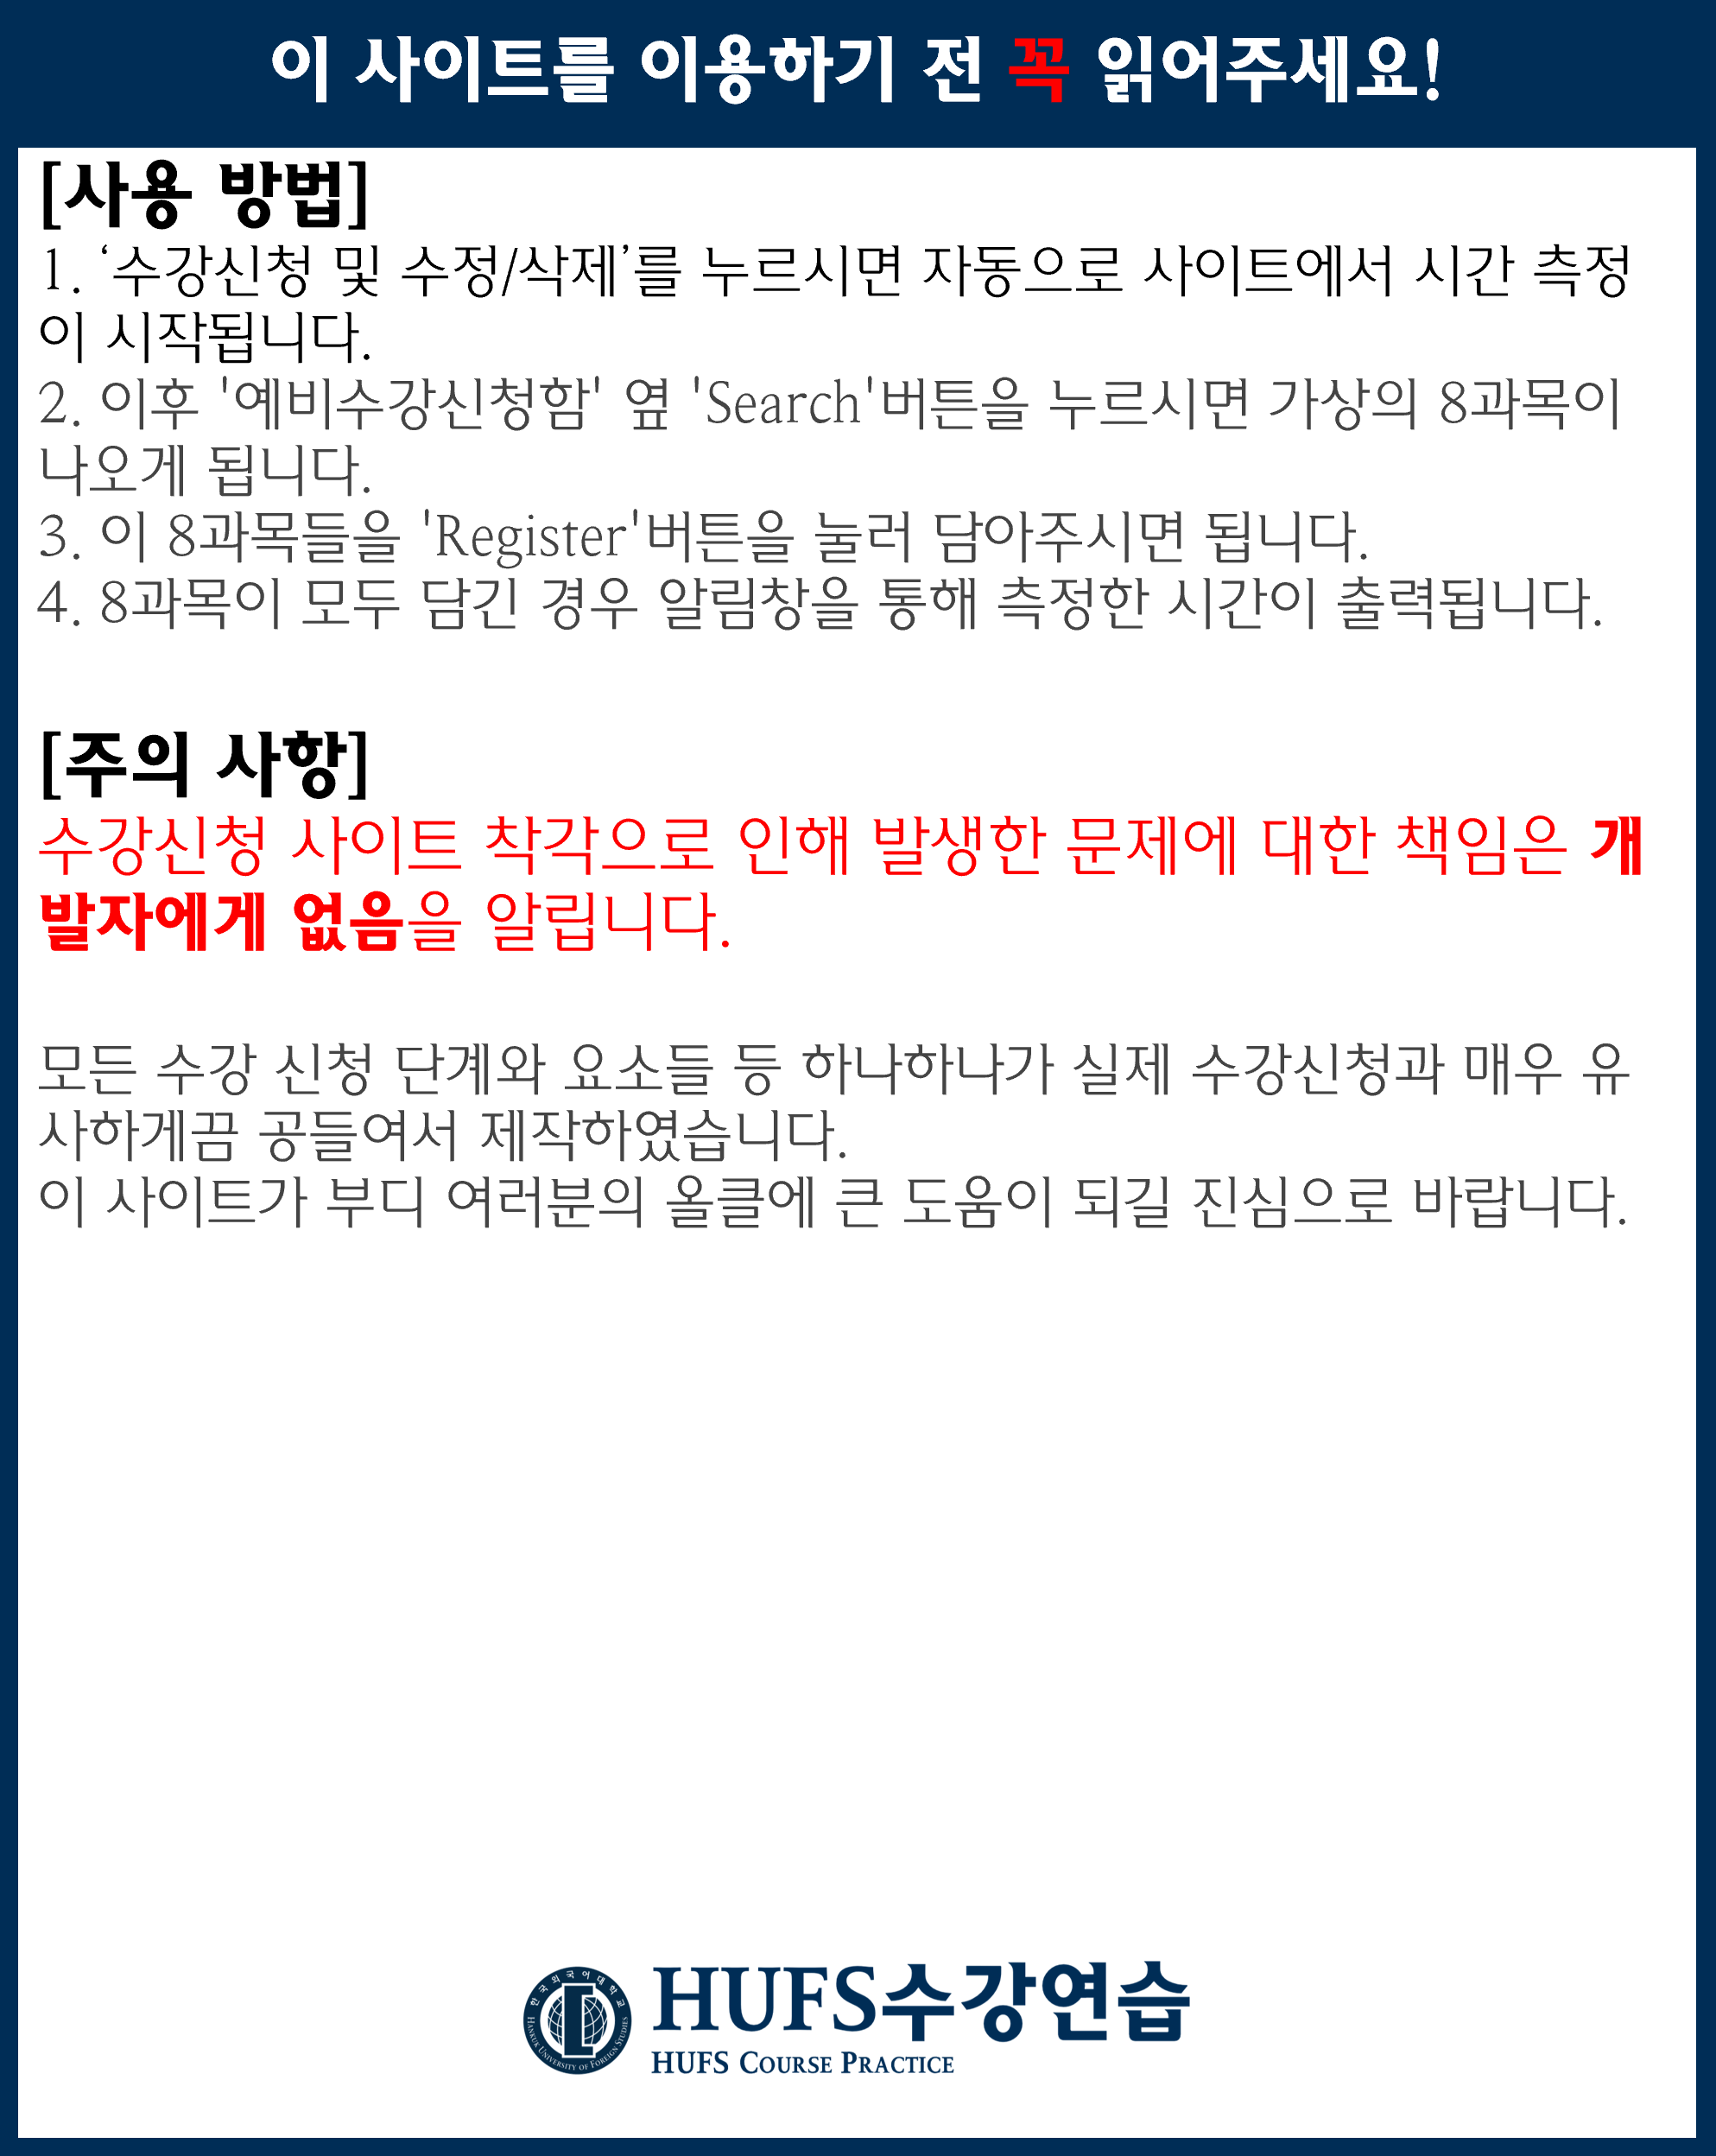 이 사이트를 이용하기 전 꼭 읽어주세요!
[사용 방법]
1. ‘수강신청 및 수정/삭제’를 누르시면 자동으로 사이트에서 시간 측정
이 시작됩니다.
2. 이후 '예비수강신청함' 옆 'Search'버튼을 누르시면 가상의 8과목이
나오게 됩니다.
3. 이 8과목들을 'Register'버튼을 눌러 담아주시면 됩니다.
4. 8과목이 모두 담긴 경우 알림창을 통해 측정한 시간이 출력됩니다.
[주의 사항]
수강신청 사이트 착각으로 인해 발생한 문제에 대한 책임은 개
발자에게 없음을 알립니다.
모든 수강 신청 단계와 요소들 등 하나하나가 실제 수강신청과 매우 유
사하게끔 공들여서 제작하였습니다.
이 사이트가 부디 여러분의 올클에 큰 도움이 되길 진심으로 바랍니다.
한국외국어대학교
HANKUK UNIVERSITY OF FOREIGN STUDIES
HUFS수강연습
HUFS COURSE PRACTICE